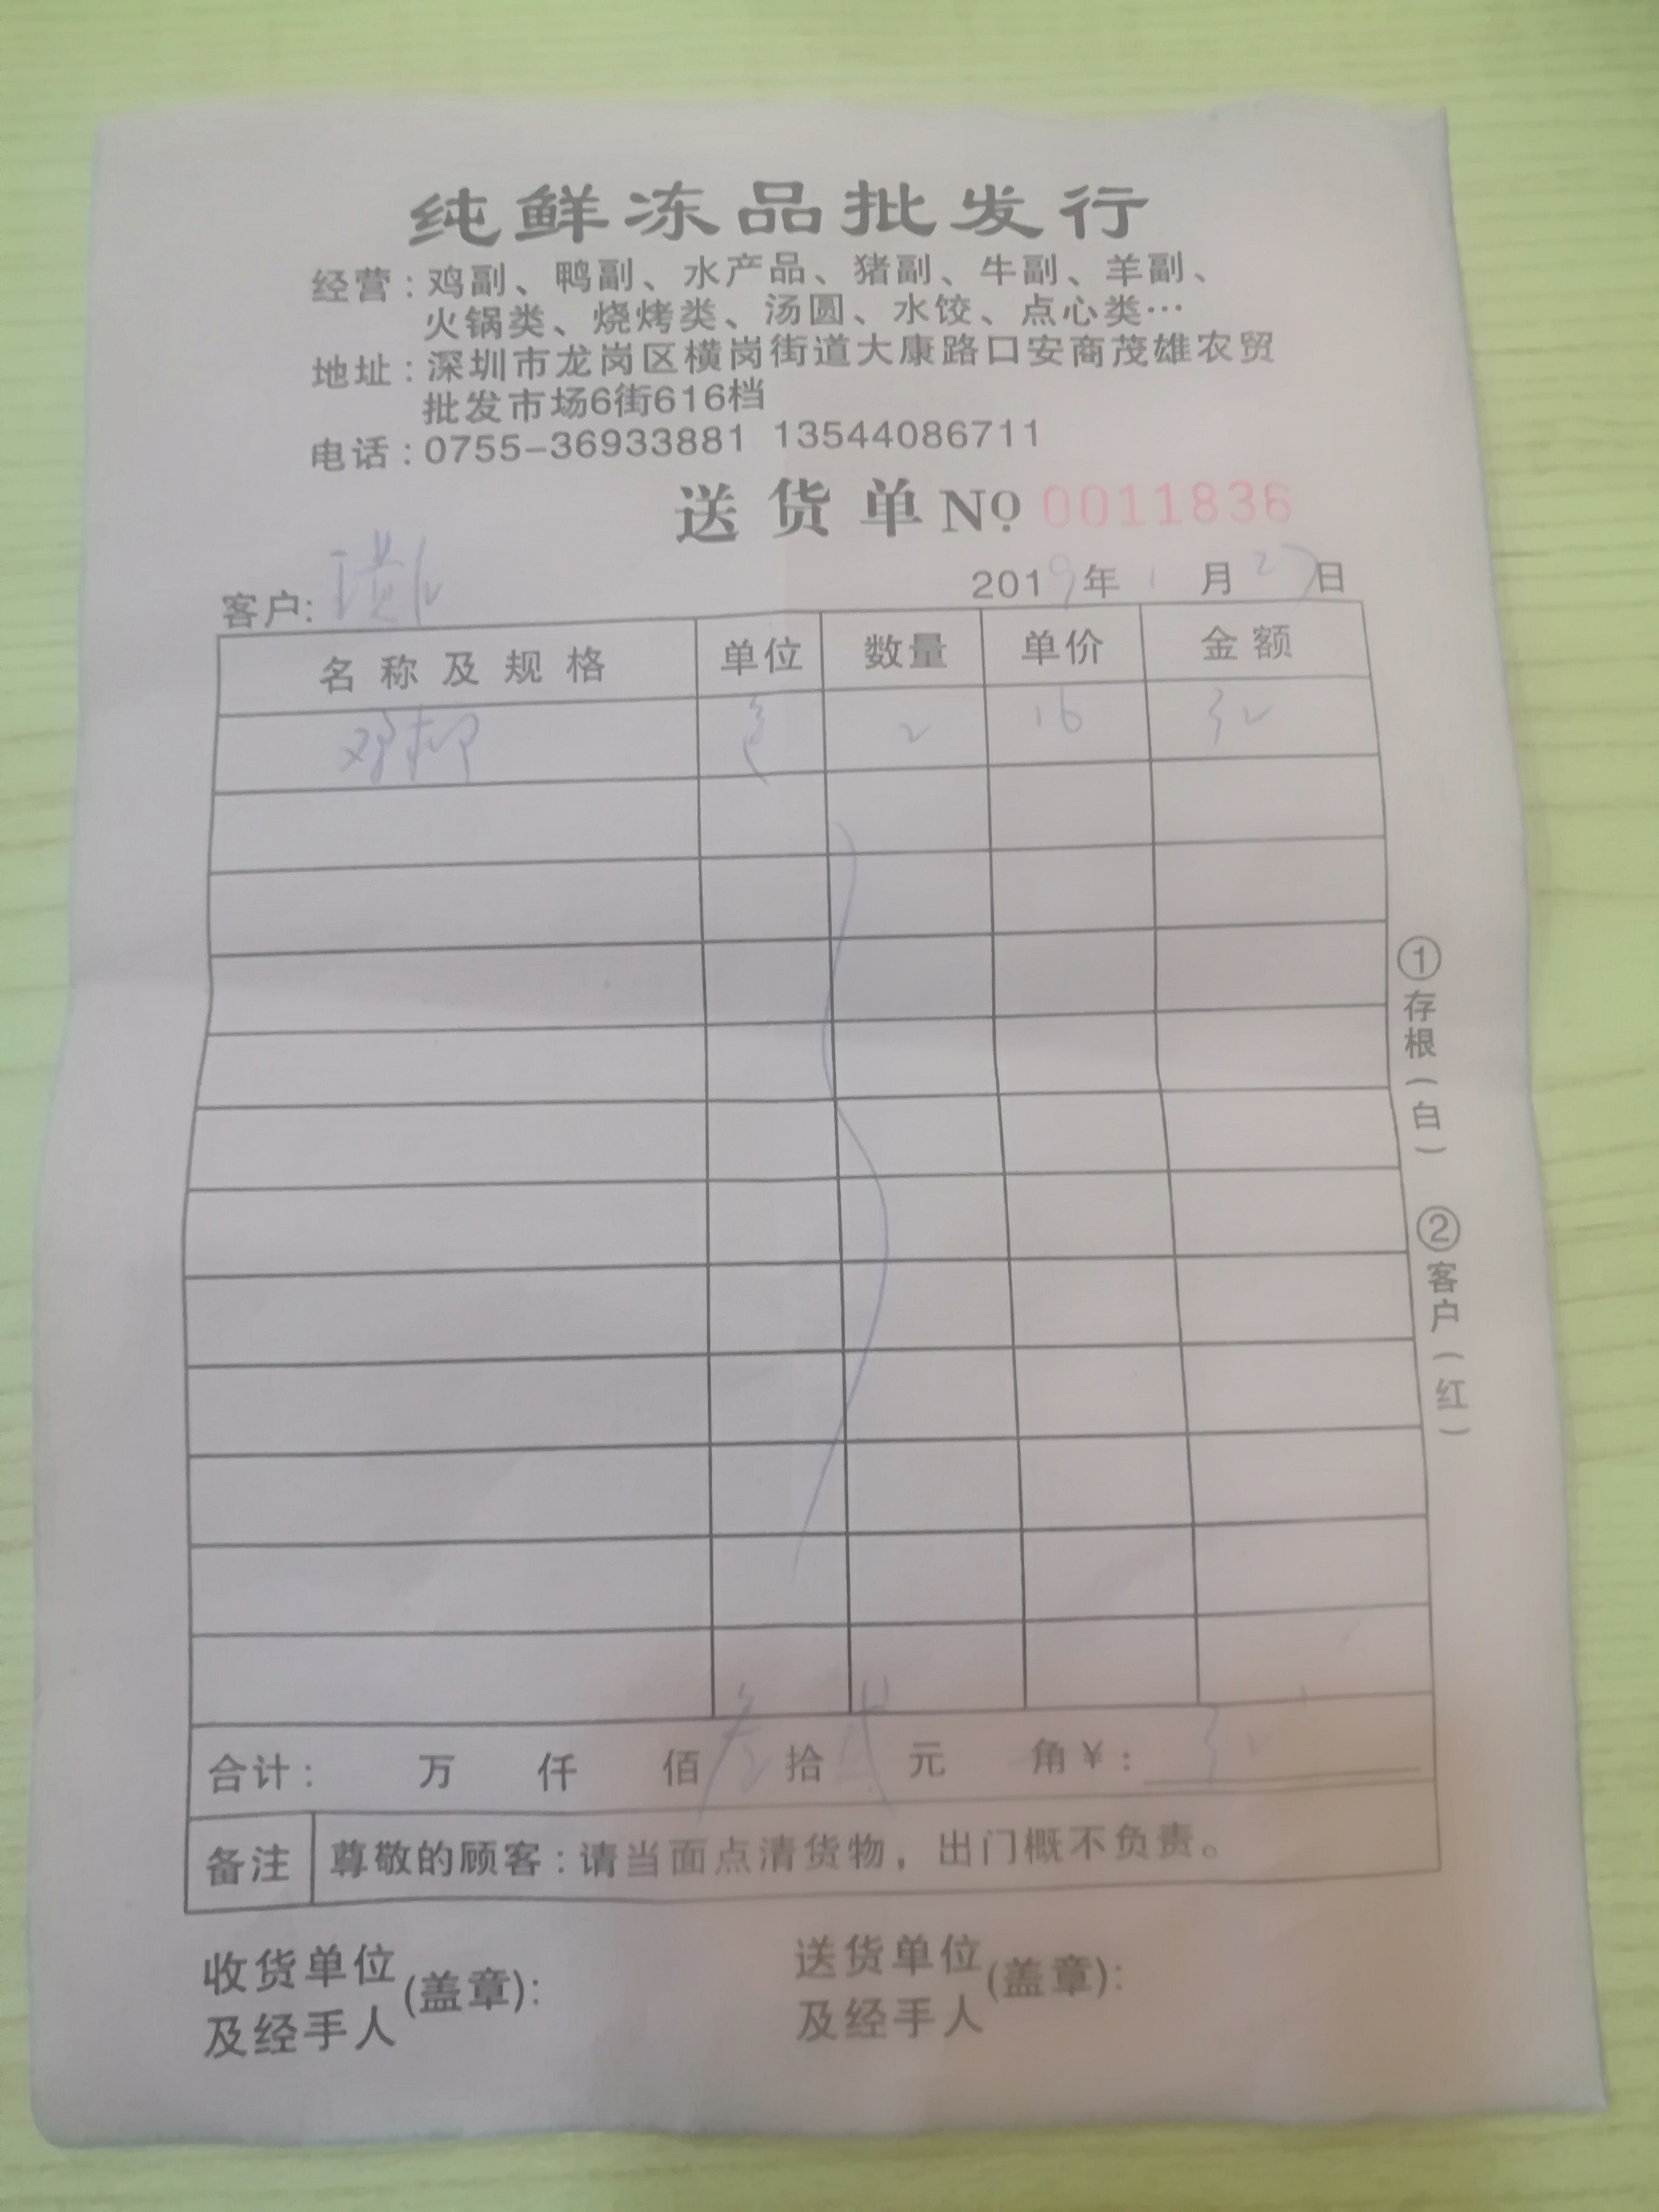 纯鲜冻品批发行
经营：鸡副、鸭副、水产品、猪副、牛副、羊副、
火锅类、烧烤类、汤圆、水饺、点心类…
地址：深圳市龙岗区横岗街道大康路口安商茂雄农贸
批发市场6街616档
电话：0755-36933881 13544086711
送货单 No 0011836
客户：
2019年1月27日
名称及规格 单位 数量 单价 金额
2 16 32
合计： 万 仟 佰 叁拾贰元 角￥：32
备注 尊敬的顾客：请当面点清货物，出门概不负责。
收货单位及经手人(盖章)： 送货单位及经手人(盖章)：
①存根(白) ②客户(红)